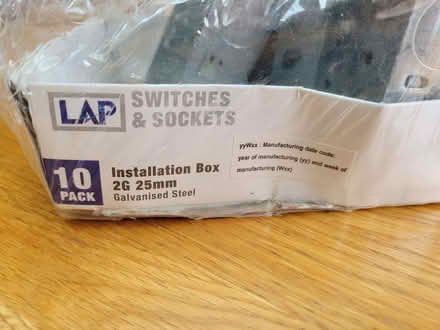 LAP
SWITCHES
& SOCKETS
10
PACK
Installation Box
2G 25mm
Galvanised Steel
yyWxx : Manufacturing date code:
year of manufacturing (yy) and week of
manufacturing (Wxx)